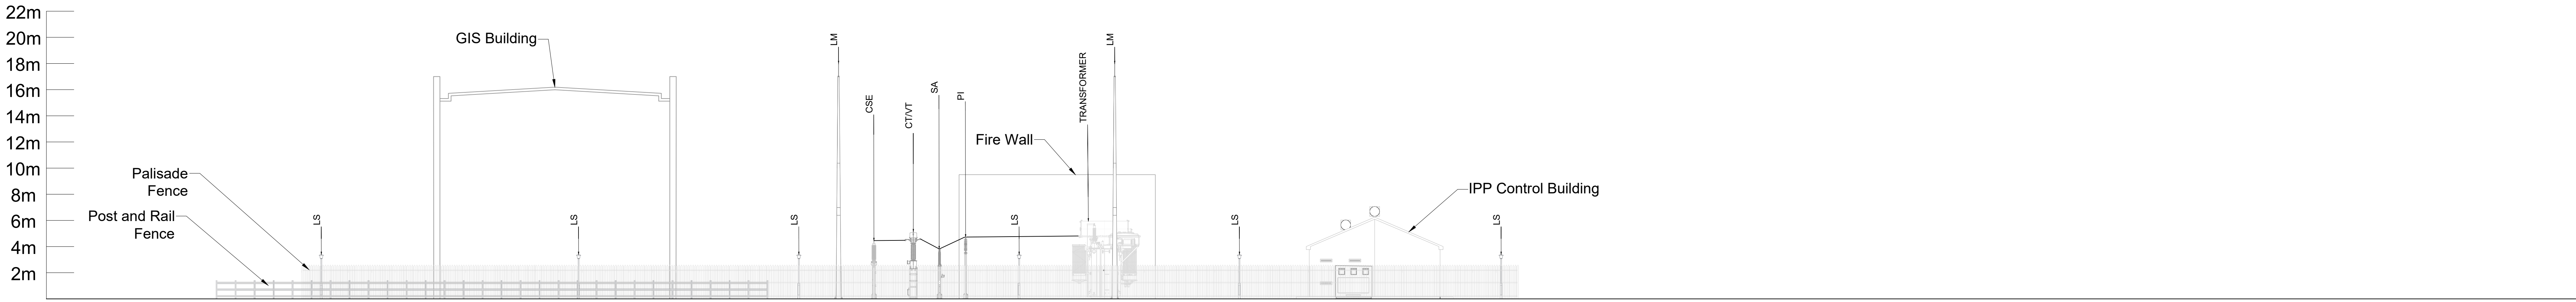 22m
20m
18m
16m
14m
12m
10m
8m
6m
4m
2m
GIS Building
Palisade
Fence
Post and Rail
Fence
LS
LS
LS
LM
CSE
CT/VT
SA
PI
Fire Wall
LS
TRANSFORMER
LM
LS
IPP Control Building
LS